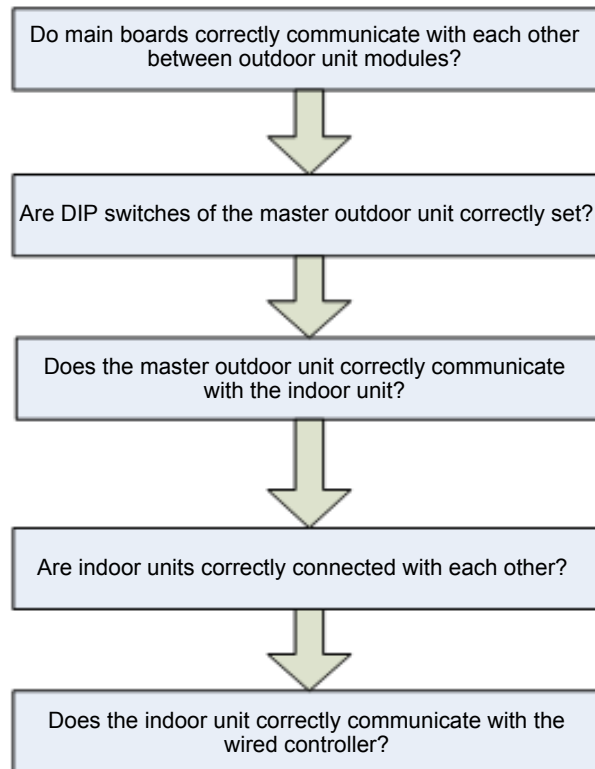 Do main boards correctly communicate with each other
between outdoor unit modules?
Are DIP switches of the master outdoor unit correctly set?
Does the master outdoor unit correctly communicate
with the indoor unit?
Are indoor units correctly connected with each other?
Does the indoor unit correctly communicate with the
wired controller?